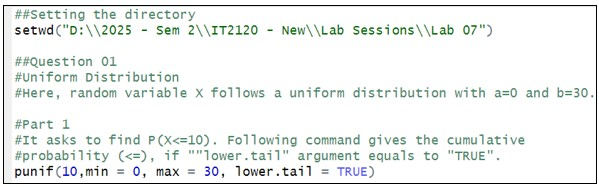 ##Setting the directory
setwd("D:\\2025 - Sem 2\\IT2120 - New\\Lab Sessions\\Lab 07")
##Question 01
#Uniform Distribution
#Here, random variable X follows a uniform distribution with a=0 and b=30.
#Part 1
#It asks to find P(X<=10). Following command gives the cumulative
#probability (<=), if ""lower.tail" argument equals to "TRUE".
punif(10,min = 0, max = 30, lower.tail = TRUE)